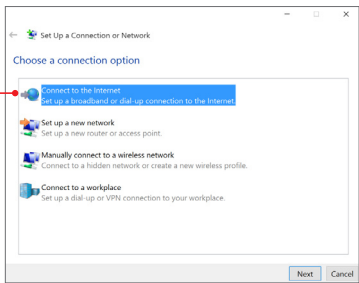 Set Up a Connection or Network
Choose a connection option
Connect to the Internet
Set up a broadband or dial-up connection to the Internet.
Set up a new network
Set up a new router or access point.
Manually connect to a wireless network
Connect to a hidden network or create a new wireless profile.
Connect to a workplace
Set up a dial-up or VPN connection to your workplace.
Next Cancel